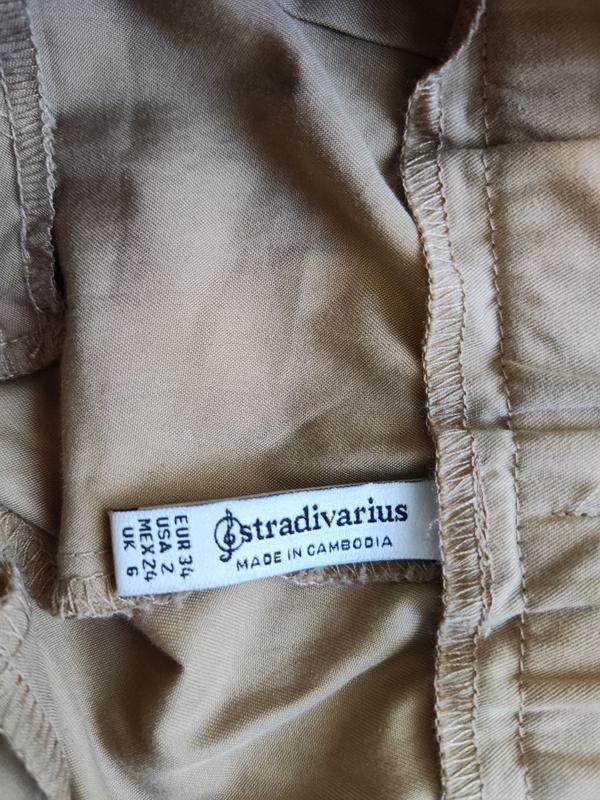 stradivarius
MADE IN CAMBODIA
EUR 34
USA 2
MEX 24
UK 6